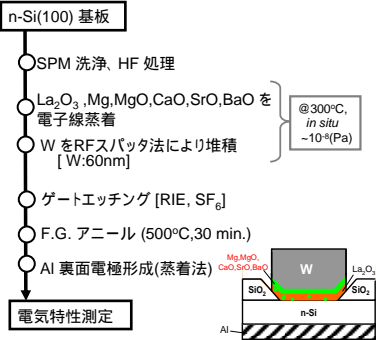 n-Si(100) 基板
SPM 洗浄、HF 処理
La2O3 ,Mg,MgO,CaO,SrO,BaO を
電子線蒸着
W をRFスパッタ法により堆積
[ W:60nm]
@300°C,
in situ
~10-8(Pa)
ゲートエッチング [RIE, SF6]
F.G. アニール (500°C,30 min.)
Al 裏面電極形成(蒸着法)
電気特性測定
Mg,MgO,
CaO,SrO,BaO
W
La2O3
SiO2
SiO2
n-Si
Al